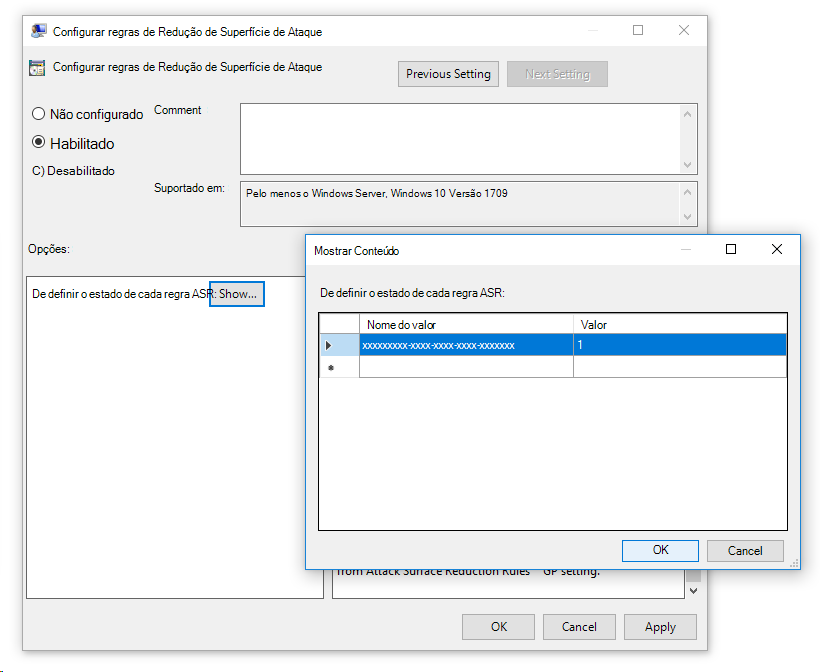 Configurar regras de Redução de Superfície de Ataque
Configurar regras de Redução de Superfície de Ataque
Previous Setting
Next Setting
Não configurado
Comment
Habilitado
C) Desabilitado
Suportado em:
Pelo menos o Windows Server, Windows 10 Versão 1709
Opções:
De definir o estado de cada regra ASR:
Show...
Mostrar Conteúdo
De definir o estado de cada regra ASR:
Nome do valor
Valor
xxxxxxxxx-xxxx-xxxx-xxxx-xxxxxxx
1
OK
Cancel
from Attack Surface Reduction Rules" GP setting.
OK
Cancel
Apply